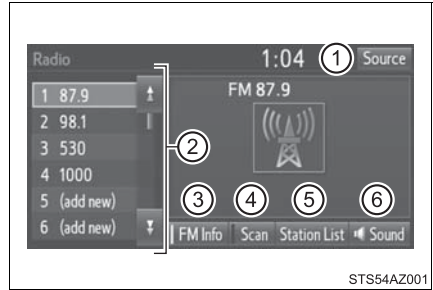 Radio 1:04 1 Source
1 87.9 FM 87.9
2 98.1
3 530 2
4 1000
5 (add new) 3 4 5 6
6 (add new) FM Info Scan Station List Sound
STS54AZ001